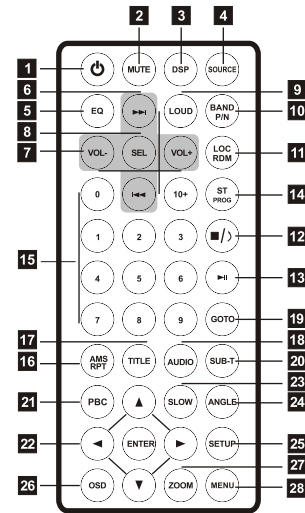 2 3 4
1 MUTE DSP SOURCE
6 9
5 EQ LOUD BAND P/N 10
8
7 VOL- SEL VOL+ LOC RDM 11
0 10+ ST PROG 14
1 2 3 12
15
4 5 6 13
7 8 9 GOTO 19
17 18
16 AMS RPT TITLE AUDIO SUB-T 20
23
21 PBC SLOW ANGLE 24
22 ENTER SETUP 25
27
26 OSD ZOOM MENU 28